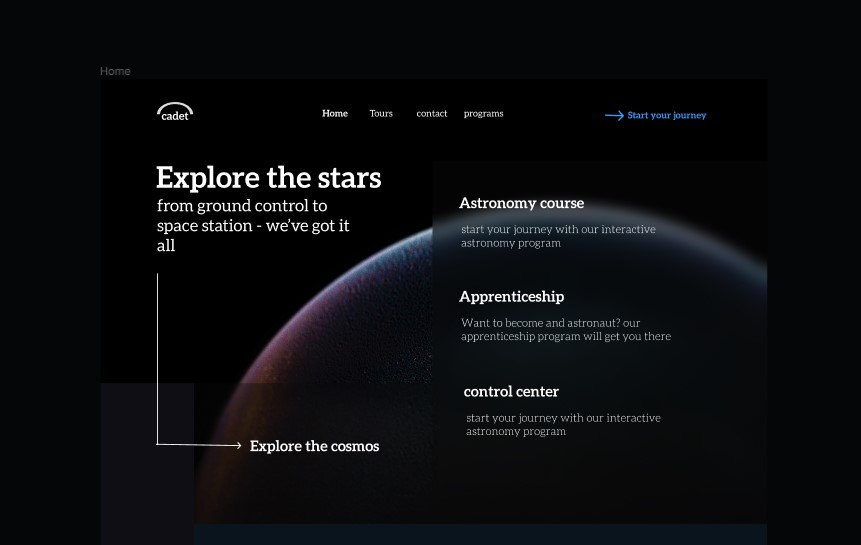 Home
cadet
Home Tours contact programs
Start your journey
Explore the stars
from ground control to
space station - we've got it
all
Astronomy course
start your journey with our interactive
astronomy program
Apprenticeship
Want to become and astronaut? our
apprenticeship program will get you there
control center
start your journey with our interactive
astronomy program
Explore the cosmos